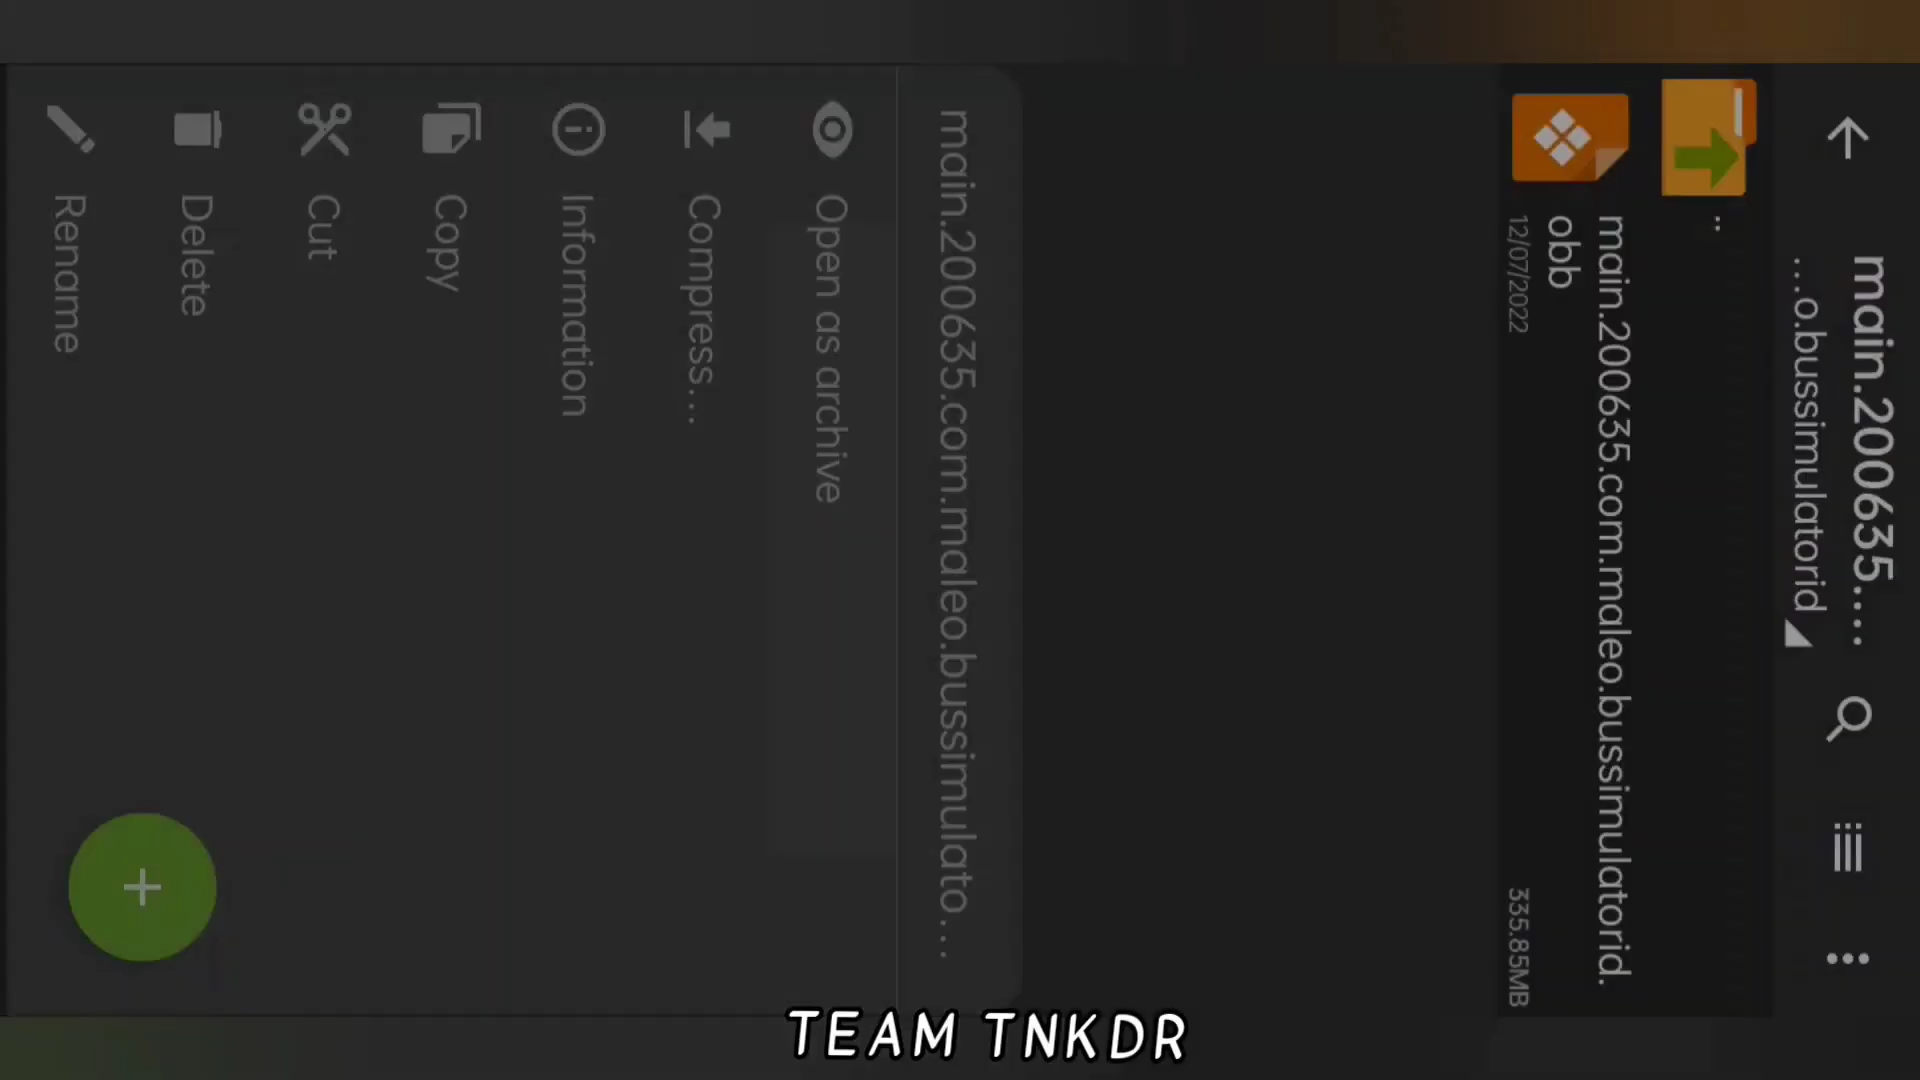 main.200635....
...o.bussimulatorid
..
main.200635.com.maleo.bussimulatorid.
obb
12/07/2022
335.85MB
main.200635.com.maleo.bussimulato...
Open as archive
Compress...
Information
Copy
Cut
Delete
Rename
TEAM TNKDR